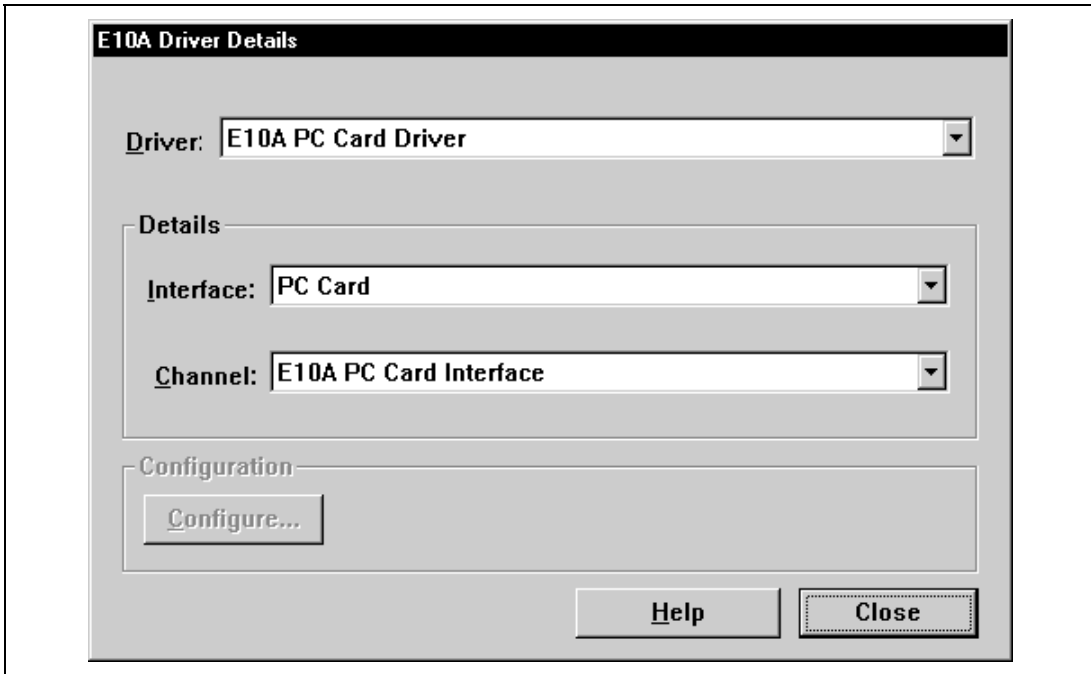 E10A Driver Details
Driver: E10A PC Card Driver
Details
Interface: PC Card
Channel: E10A PC Card Interface
Configuration
Configure...
Help Close